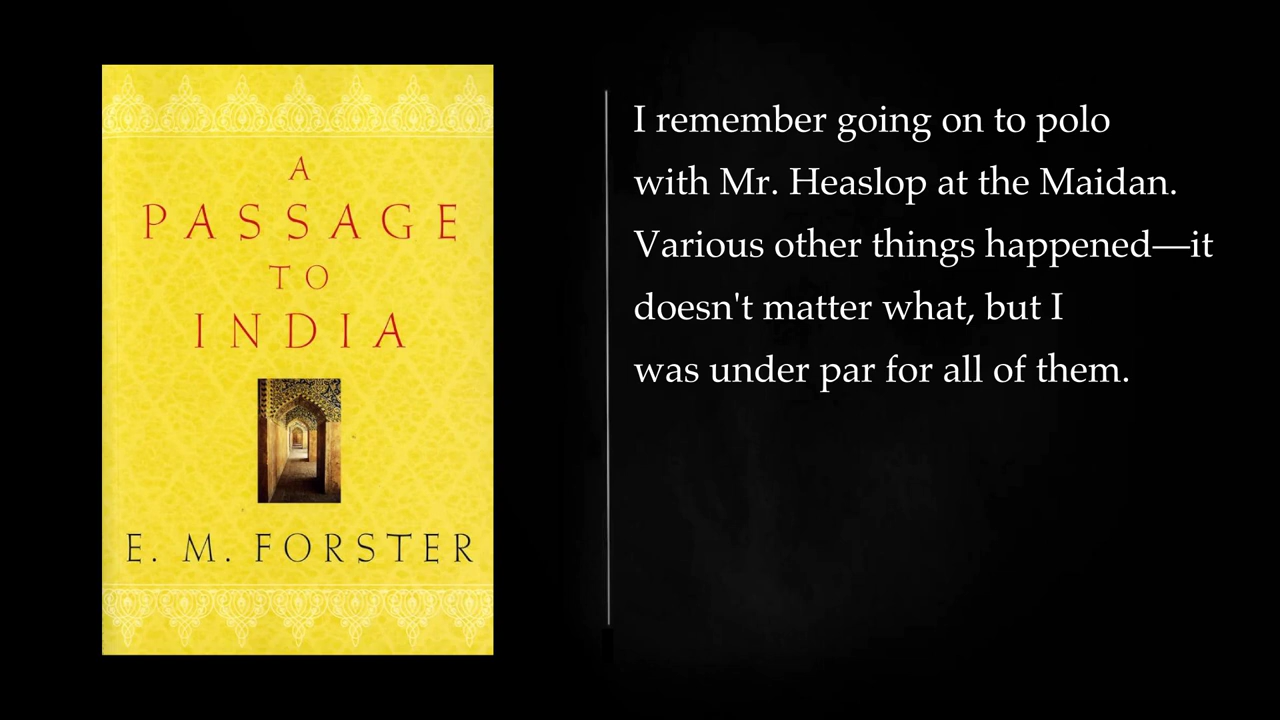 A
PASSAGE
TO
INDIA
E. M. FORSTER
I remember going on to polo
with Mr. Heaslop at the Maidan.
Various other things happened—it
doesn't matter what, but I
was under par for all of them.